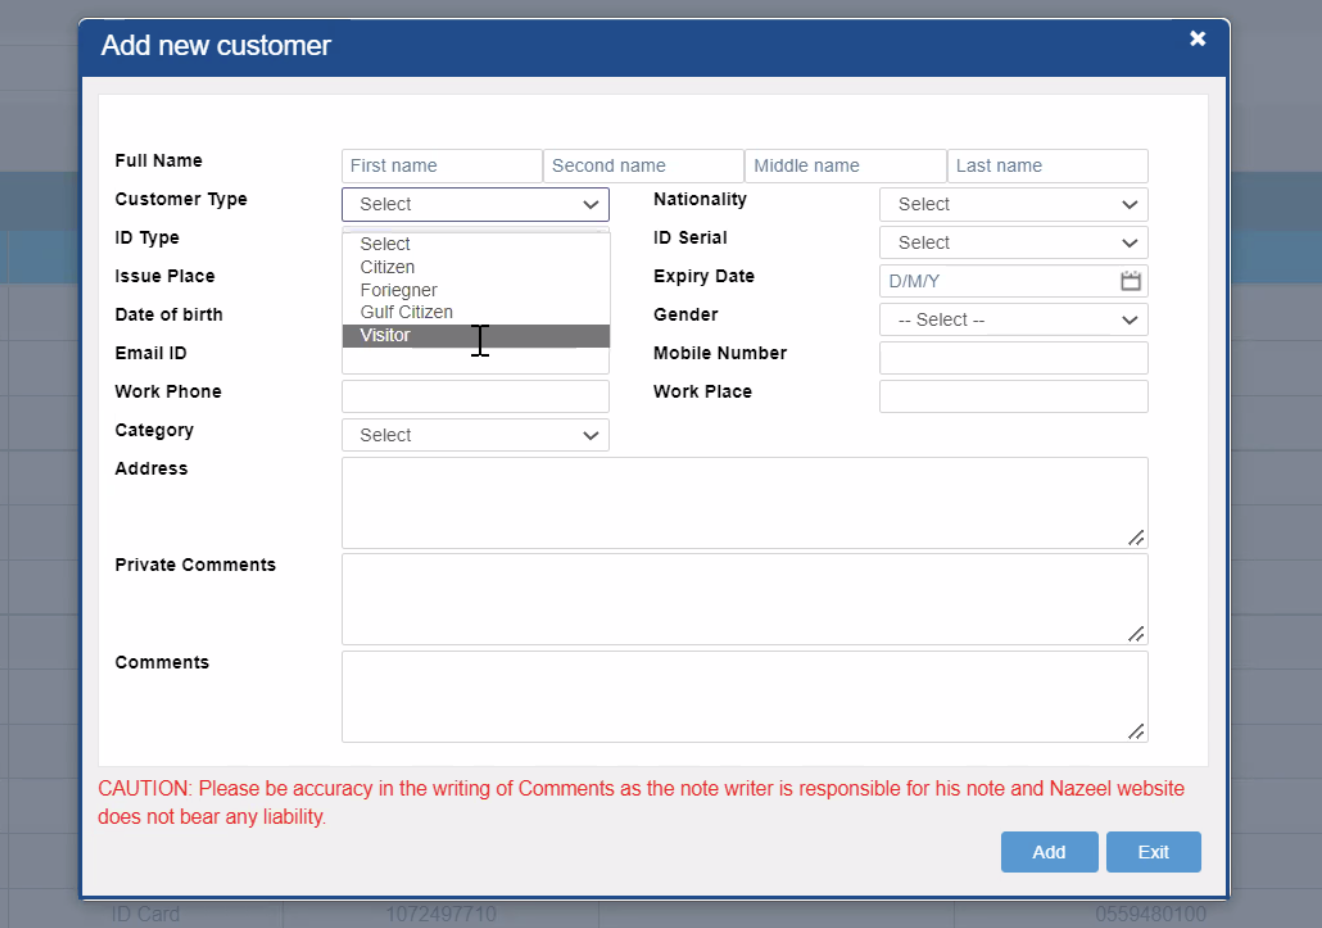 Add new customer
Full Name First name Second name Middle name Last name
Customer Type Select Nationality Select
ID Type ID Serial Select
Select
Citizen
Foriegner
Gulf Citizen
Visitor
Issue Place Expiry Date D/M/Y
Date of birth Gender -- Select --
Email ID Mobile Number
Work Phone Work Place
Category Select
Address
Private Comments
Comments
CAUTION: Please be accuracy in the writing of Comments as the note writer is responsible for his note and Nazeel website
does not bear any liability.
Add Exit
ID Card 1072497710 0559480100